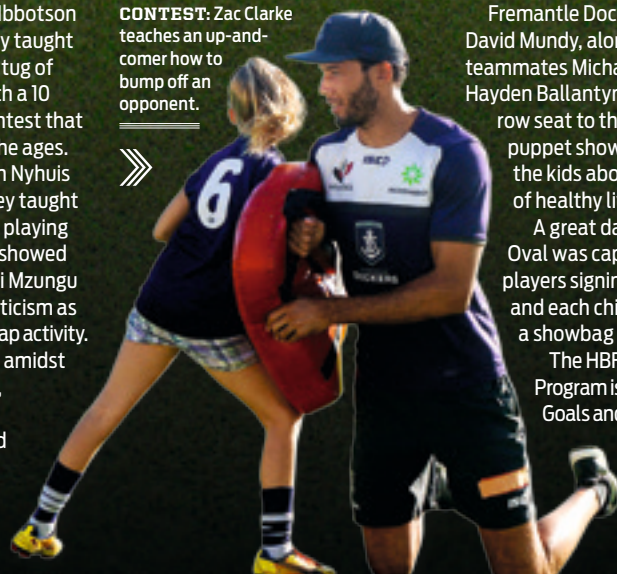 bbotson
y taught
tug of
h a 10
ntest that
he ages.
n Nyhuis
ey taught
playing
showed
i Mzungu
ticism as
ap activity.
amidst
d
CONTEST: Zac Clarke
teaches an up-and-
comer how to
bump off an
opponent.
6
ISC
DOCKERS
Fremantle Doc
David Mundy, alon
teammates Micha
Hayden Ballantyn
row seat to th
puppet show
the kids abo
of healthy li
A great da
Oval was cap
players signin
and each chi
a showbag
The HBF
Program is
Goals and